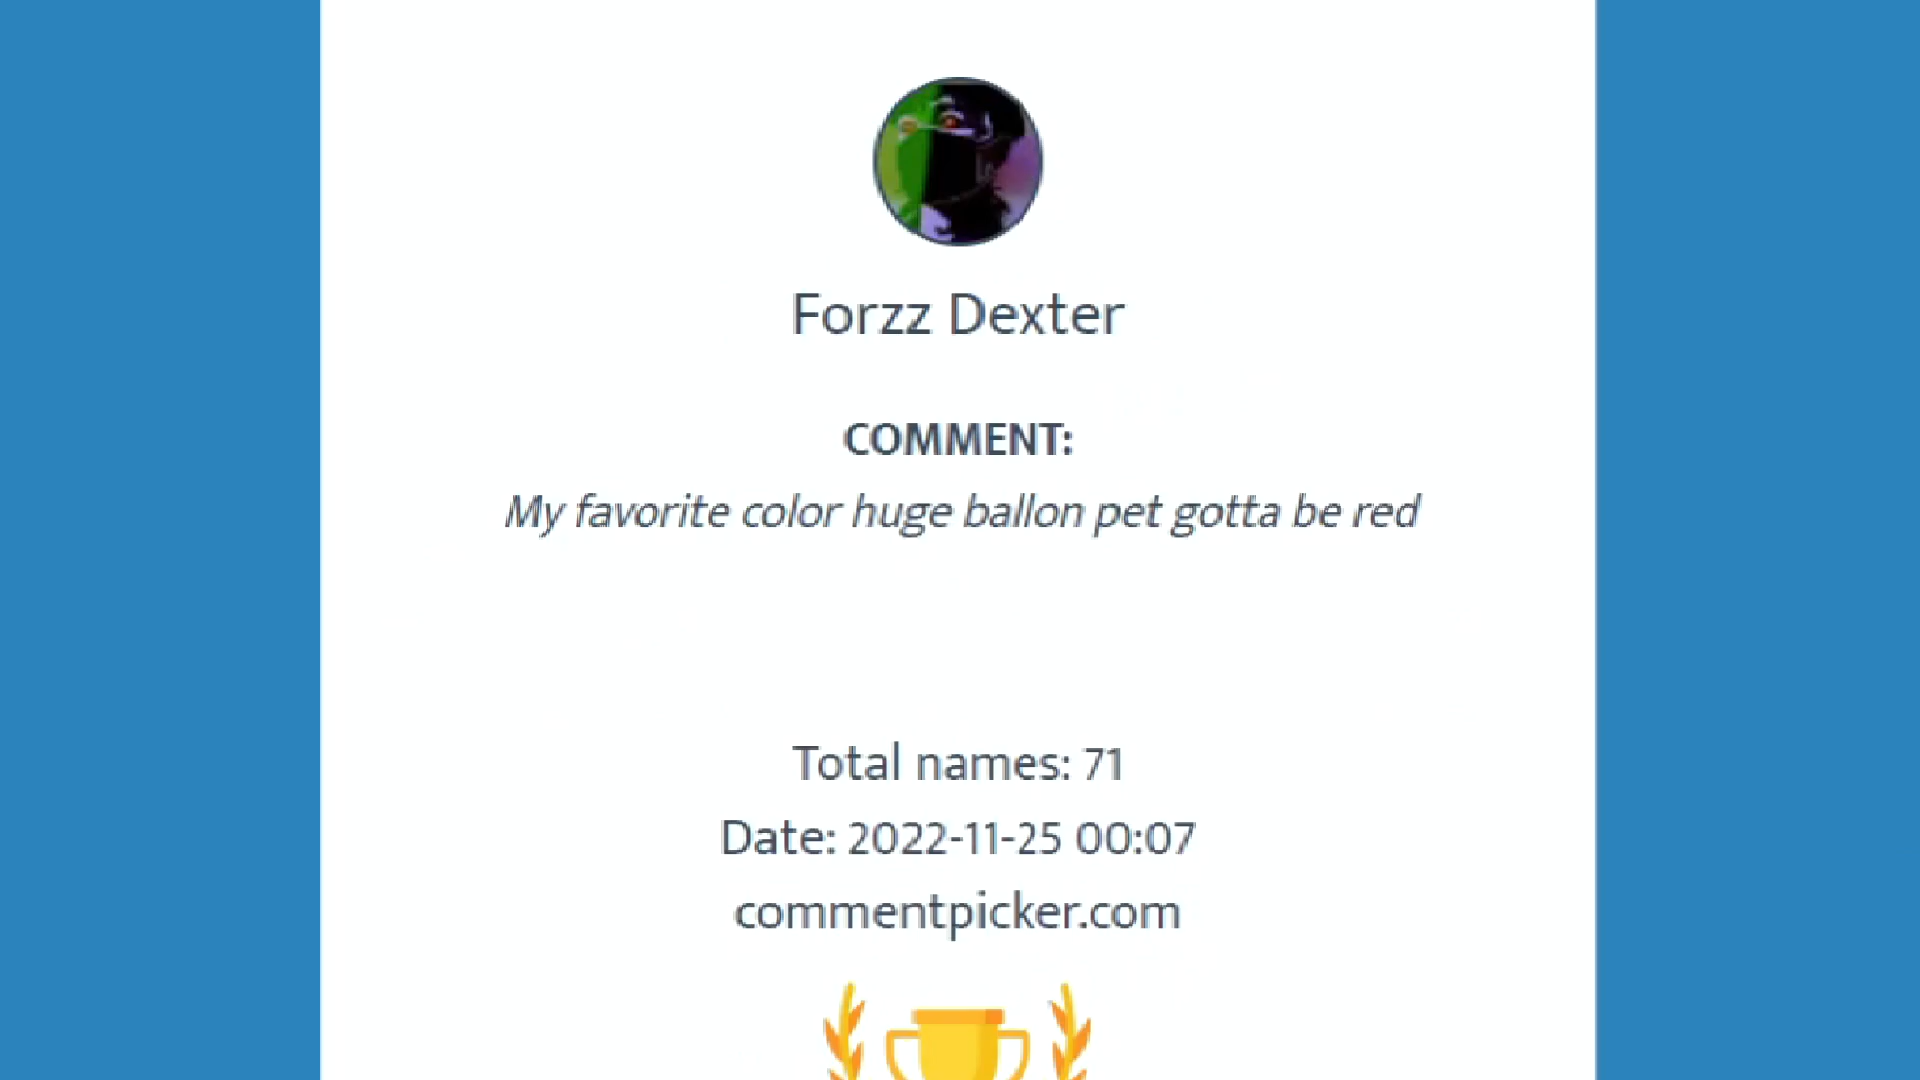 Forzz Dexter
COMMENT:
My favorite color huge ballon pet gotta be red
Total names: 71
Date: 2022-11-25 00:07
commentpicker.com